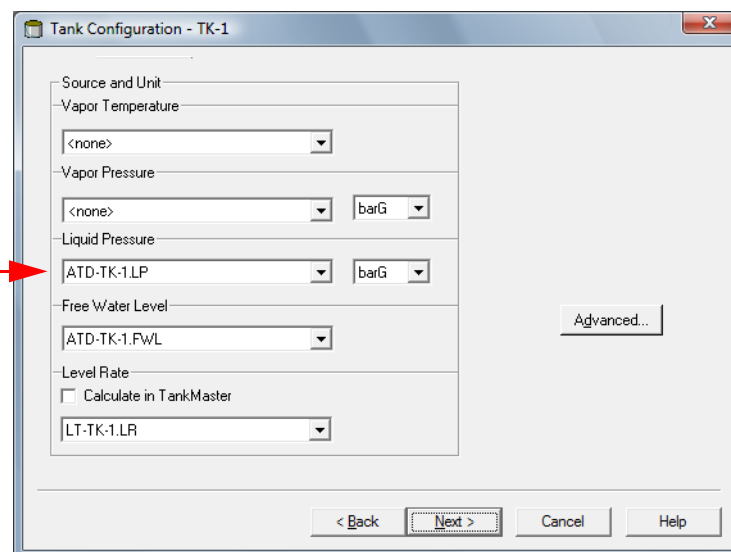 Tank Configuration - TK-1
Source and Unit
Vapor Temperature
<none>
Vapor Pressure
<none> barG
Liquid Pressure
ATD-TK-1.LP barG
Free Water Level
ATD-TK-1.FWL
Advanced...
Level Rate
Calculate in TankMaster
LT-TK-1.LR
< Back Next > Cancel Help